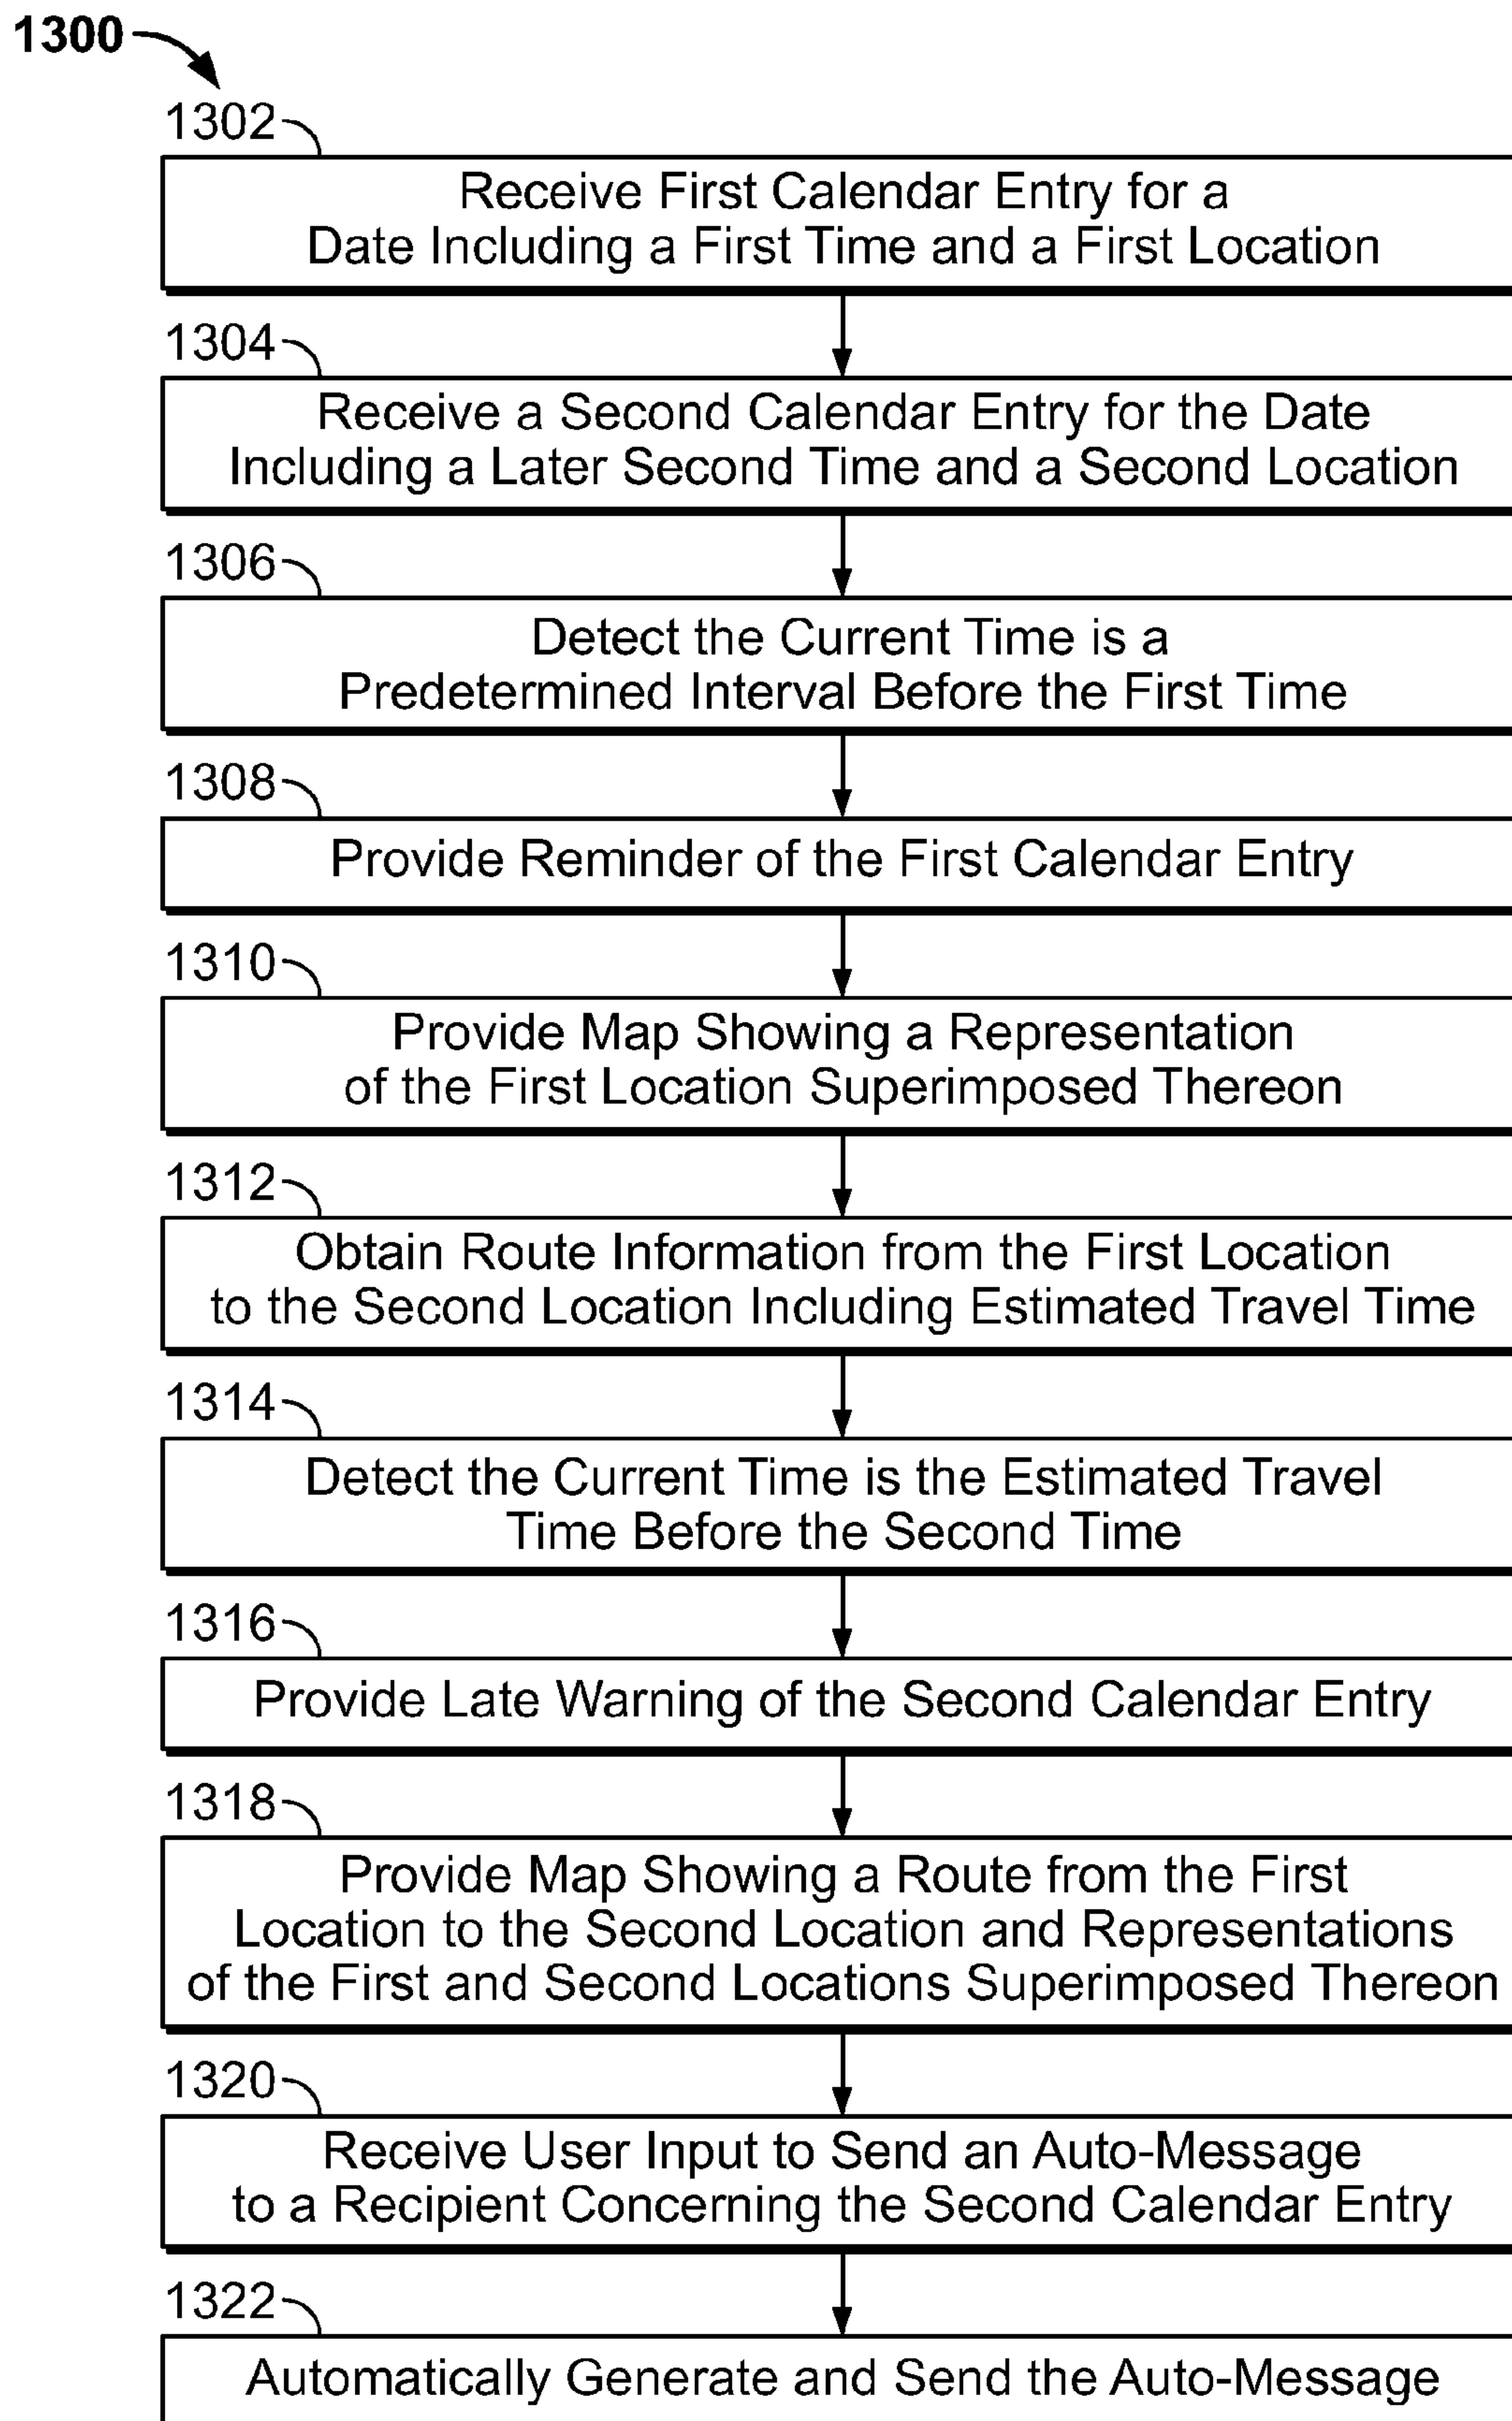 1300
1302
Receive First Calendar Entry for a
Date Including a First Time and a First Location
1304
Receive a Second Calendar Entry for the Date
Including a Later Second Time and a Second Location
1306
Detect the Current Time is a
Predetermined Interval Before the First Time
1308
Provide Reminder of the First Calendar Entry
1310
Provide Map Showing a Representation
of the First Location Superimposed Thereon
1312
Obtain Route Information from the First Location
to the Second Location Including Estimated Travel Time
1314
Detect the Current Time is the Estimated Travel
Time Before the Second Time
1316
Provide Late Warning of the Second Calendar Entry
1318
Provide Map Showing a Route from the First
Location to the Second Location and Representations
of the First and Second Locations Superimposed Thereon
1320
Receive User Input to Send an Auto-Message
to a Recipient Concerning the Second Calendar Entry
1322
Automatically Generate and Send the Auto-Message